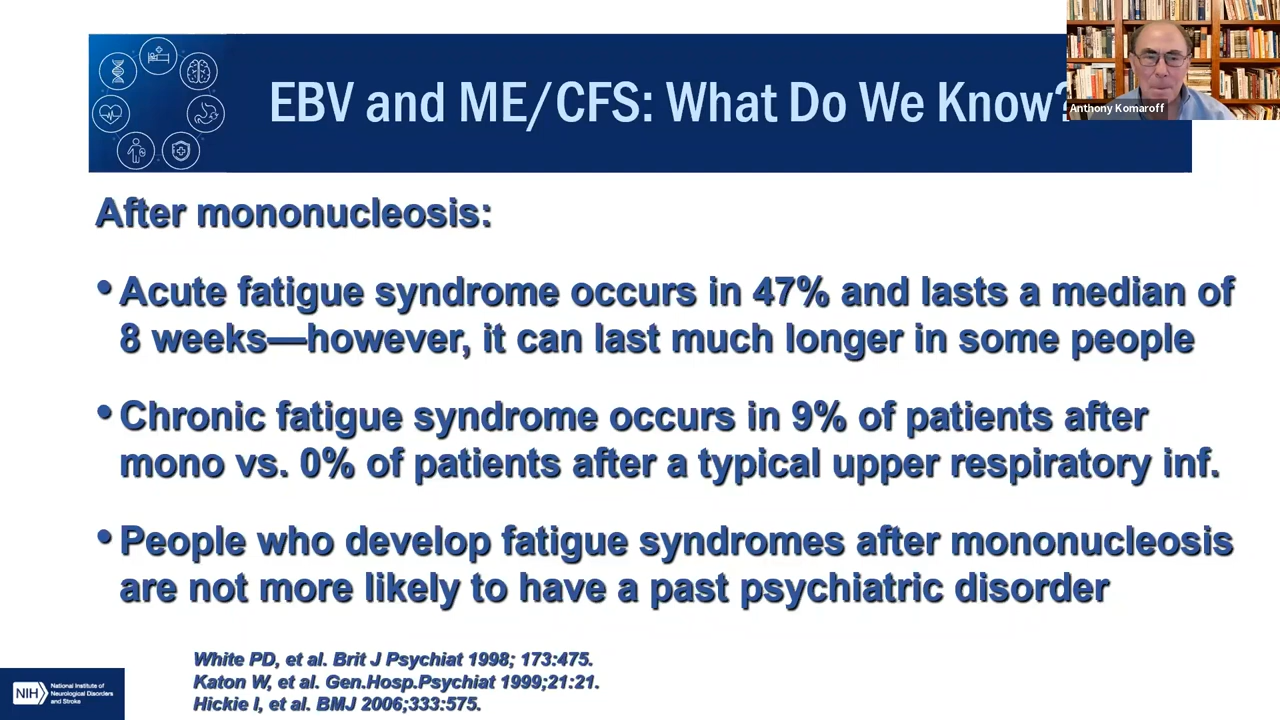 EBV and ME/CFS: What Do We Know?
Anthony Komaroff
After mononucleosis:
• Acute fatigue syndrome occurs in 47% and lasts a median of
8 weeks—however, it can last much longer in some people
• Chronic fatigue syndrome occurs in 9% of patients after
mono vs. 0% of patients after a typical upper respiratory inf.
• People who develop fatigue syndromes after mononucleosis
are not more likely to have a past psychiatric disorder
White PD, et al. Brit J Psychiat 1998; 173:475.
Katon W, et al. Gen.Hosp.Psychiat 1999;21:21.
Hickie I, et al. BMJ 2006;333:575.
NIH
National Institute of
Neurological Disorders
and Stroke